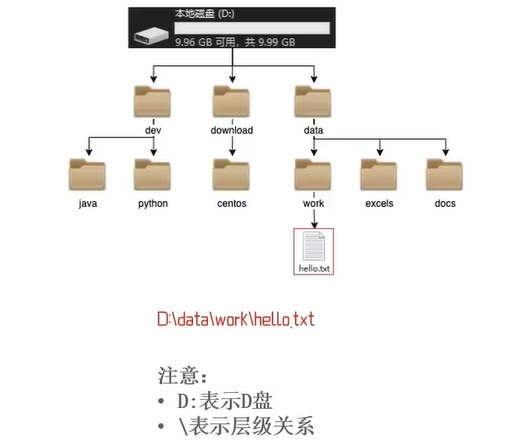 本地磁盘 (D:)
9.96 GB 可用，共 9.99 GB
dev download data
java python centos work excels docs
hello.txt
D:\data\work\hello.txt
注意：
• D:表示D盘
• \表示层级关系